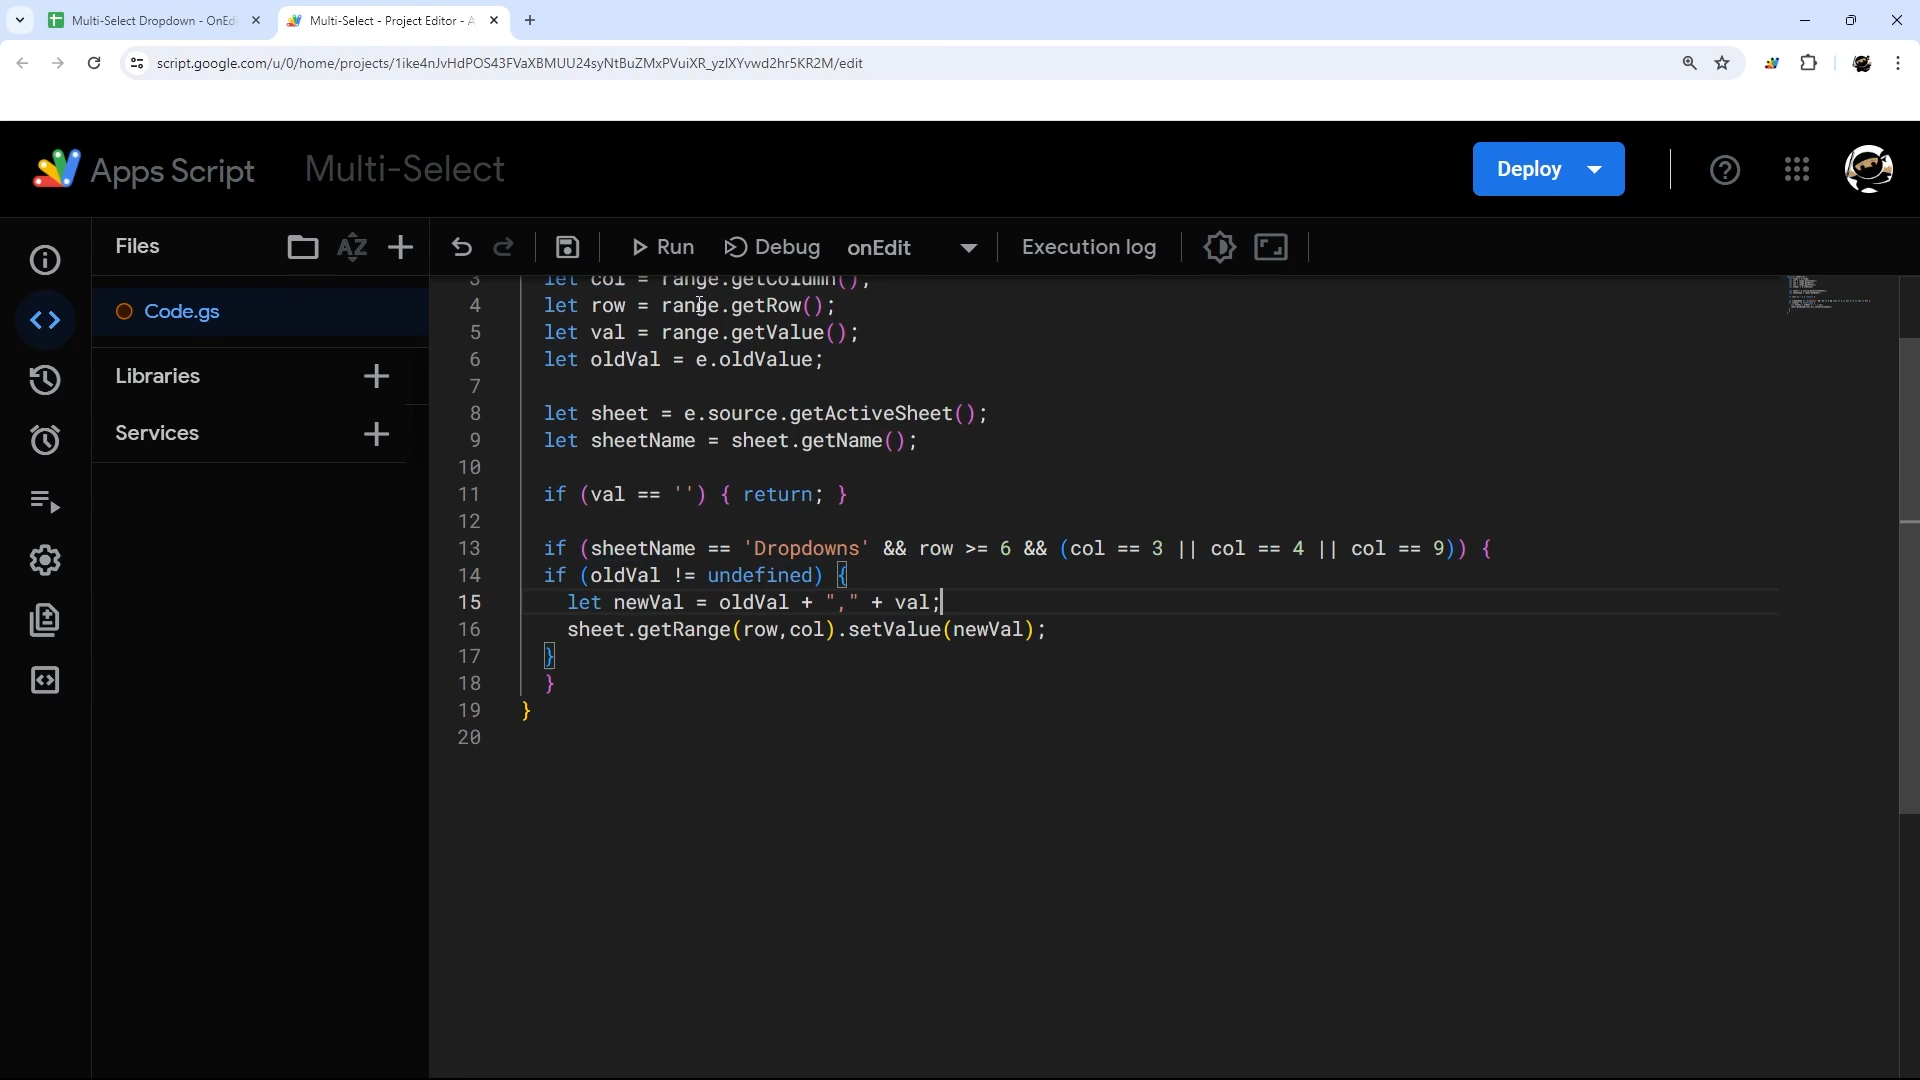 Multi-Select Dropdown - OnEd
Multi-Select - Project Editor - A
script.google.com/u/0/home/projects/1ike4nJvHdPOS43FVaXBMUU24syNtBuZMxPVuiXR_yzlXYvwd2hr5KR2M/edit
Apps Script
Multi-Select
Deploy
Files
AZ
Run
Debug
onEdit
Execution log
Code.gs
Libraries
Services
3 let col = range.getColumn();
4 let row = range.getRow();
5 let val = range.getValue();
6 let oldVal = e.oldValue;
7
8 let sheet = e.source.getActiveSheet();
9 let sheetName = sheet.getName();
10
11 if (val == '') { return; }
12
13 if (sheetName == 'Dropdowns' && row >= 6 && (col == 3 || col == 4 || col == 9)) {
14 if (oldVal != undefined) {
15 let newVal = oldVal + "," + val;
16 sheet.getRange(row,col).setValue(newVal);
17 }
18 }
19 }
20